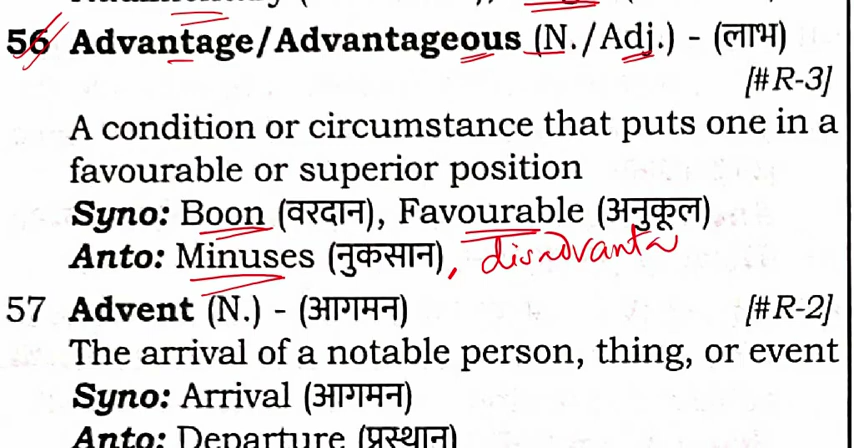 56 Advantage/Advantageous (N./Adj.) - (लाभ)
[#R-3]
A condition or circumstance that puts one in a
favourable or superior position
Syno: Boon (वरदान), Favourable (अनुकूल)
Anto: Minuses (नुकसान), disadvanta
57 Advent (N.) - (आगमन) [#R-2]
The arrival of a notable person, thing, or event
Syno: Arrival (आगमन)
Anto: Departure (प्रस्थान)